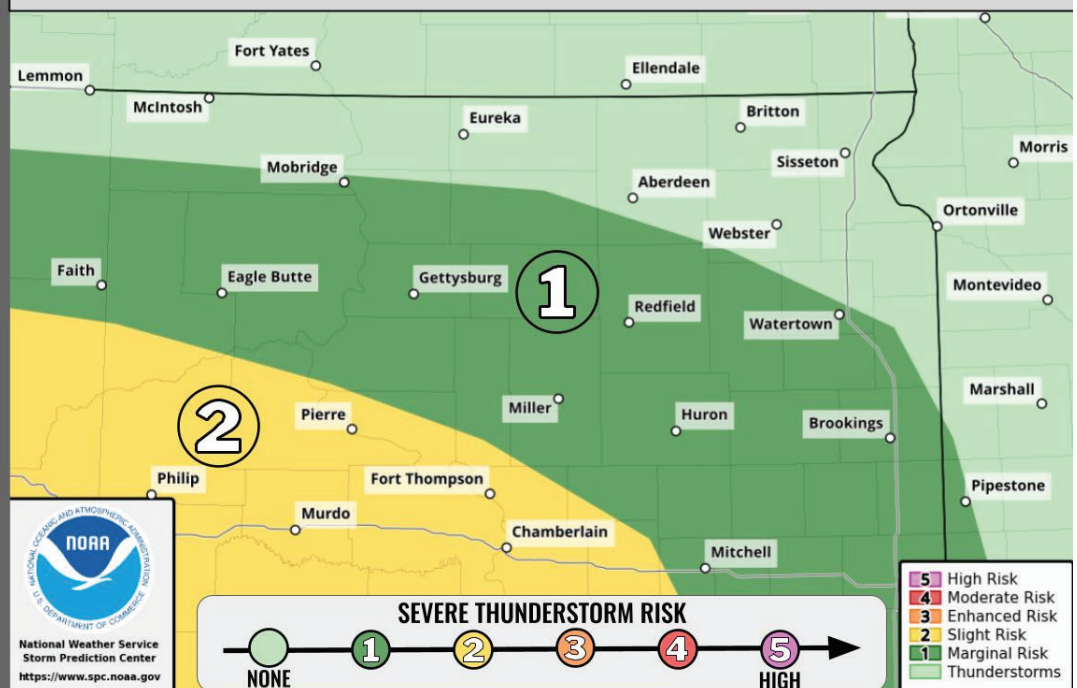 Fort Yates
Lemmon
McIntosh
Ellendale
Eureka
Britton
Sisseton
Morris
Mobridge
Aberdeen
Webster
Ortonville
Faith
Eagle Butte
Gettysburg
1
Redfield
Watertown
Montevideo
2
Pierre
Miller
Huron
Brookings
Marshall
Philip
Fort Thompson
Pipestone
Murdo
Chamberlain
Mitchell
NATIONAL OCEANIC AND ATMOSPHERIC ADMINISTRATION
NOAA
U.S. DEPARTMENT OF COMMERCE
National Weather Service
Storm Prediction Center
https://www.spc.noaa.gov
SEVERE THUNDERSTORM RISK
1 2 3 4 5
NONE HIGH
5 High Risk
4 Moderate Risk
3 Enhanced Risk
2 Slight Risk
1 Marginal Risk
Thunderstorms